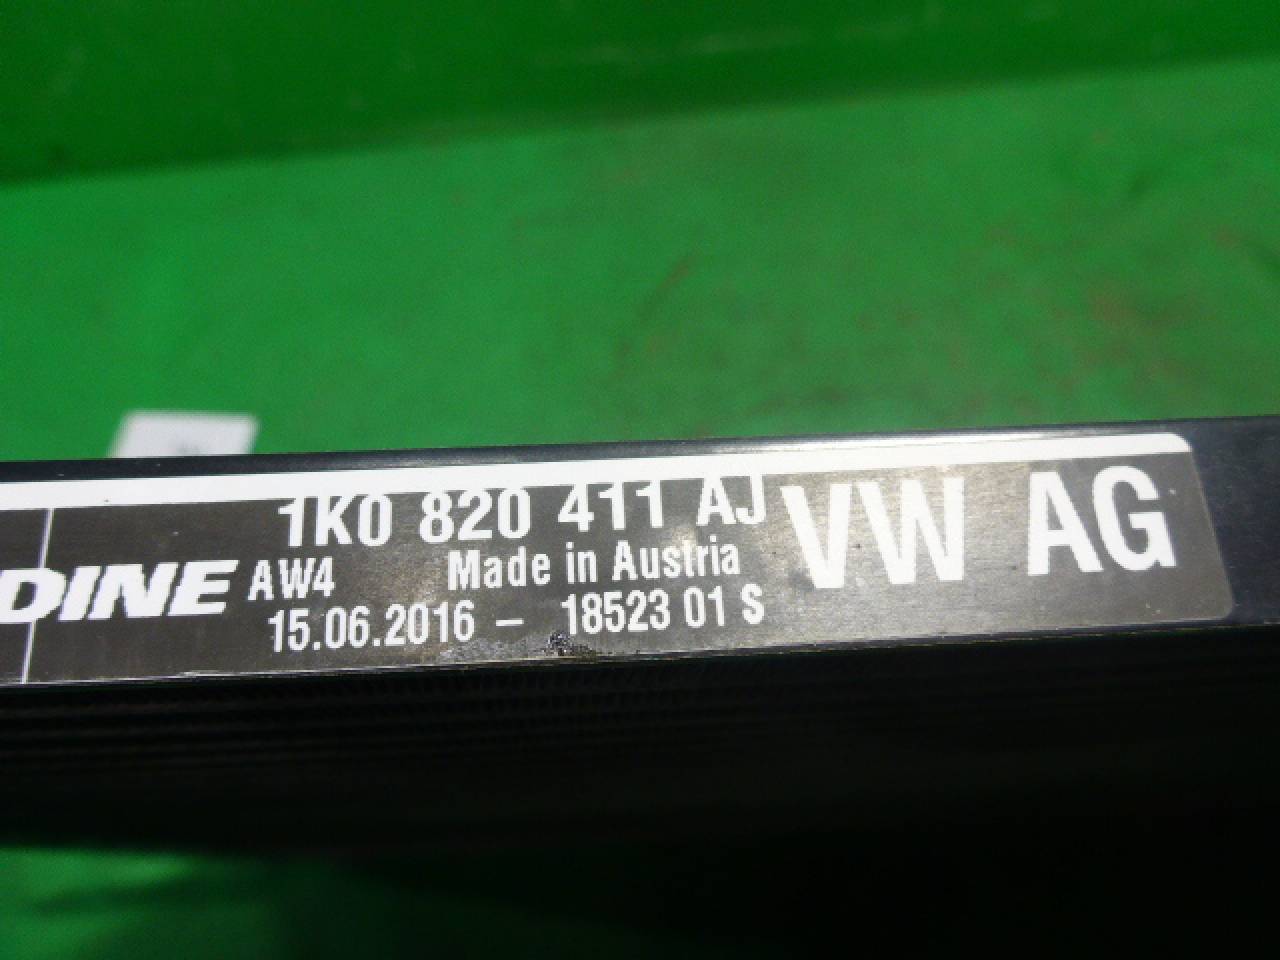 1K0 820 411 AJ VW AG
DINE AW4 Made in Austria
15.06.2016 - 18523 01 S